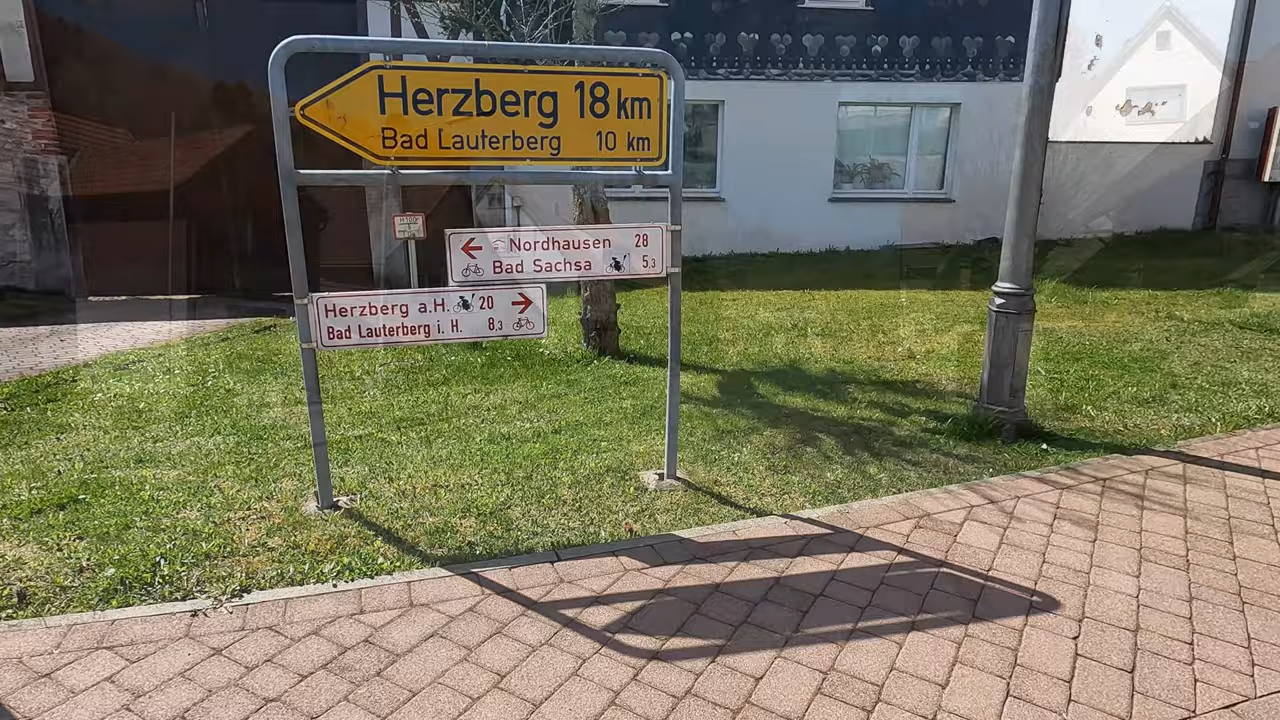 Herzberg 18 km
Bad Lauterberg 10 km
H 100
Nordhausen 28
Bad Sachsa 5.3
Herzberg a.H. 20
Bad Lauterberg i. H. 8.3